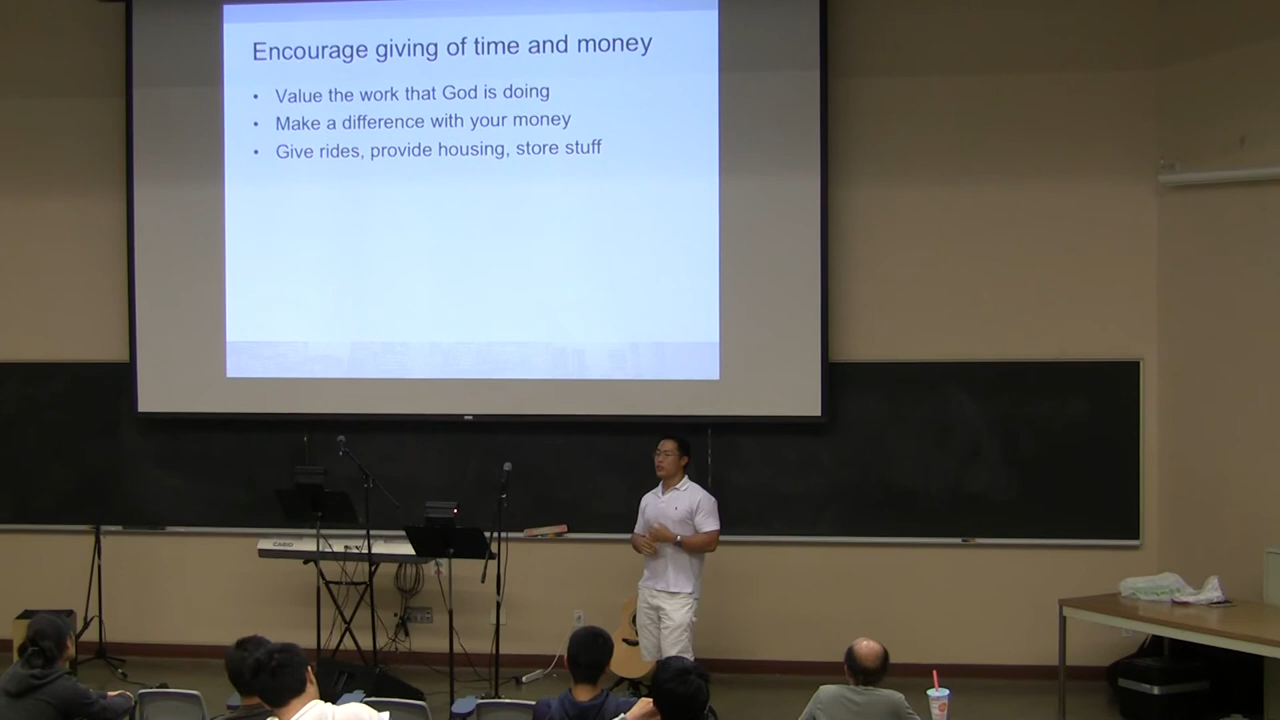 Encourage giving of time and money
• Value the work that God is doing
• Make a difference with your money
• Give rides, provide housing, store stuff
CASIO